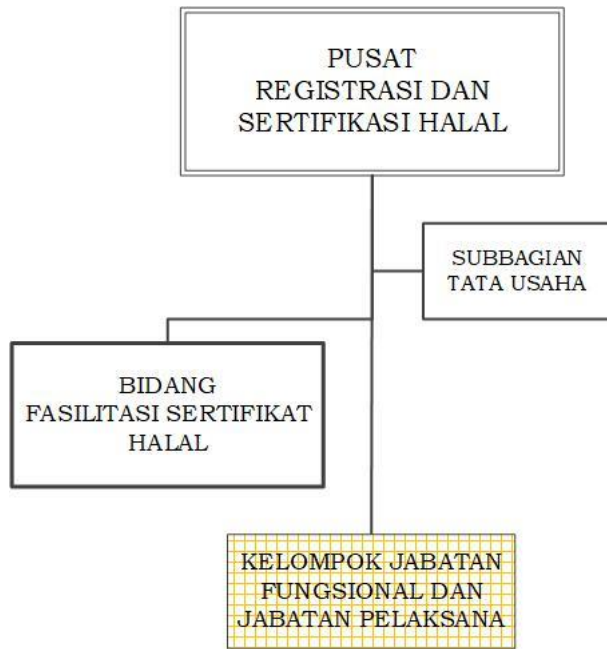 PUSAT
REGISTRASI DAN
SERTIFIKASI HALAL
SUBBAGIAN
TATA USAHA
BIDANG
FASILITASI SERTIFIKAT
HALAL
KELOMPOK JABATAN
FUNGSIONAL DAN
JABATAN PELAKSANA